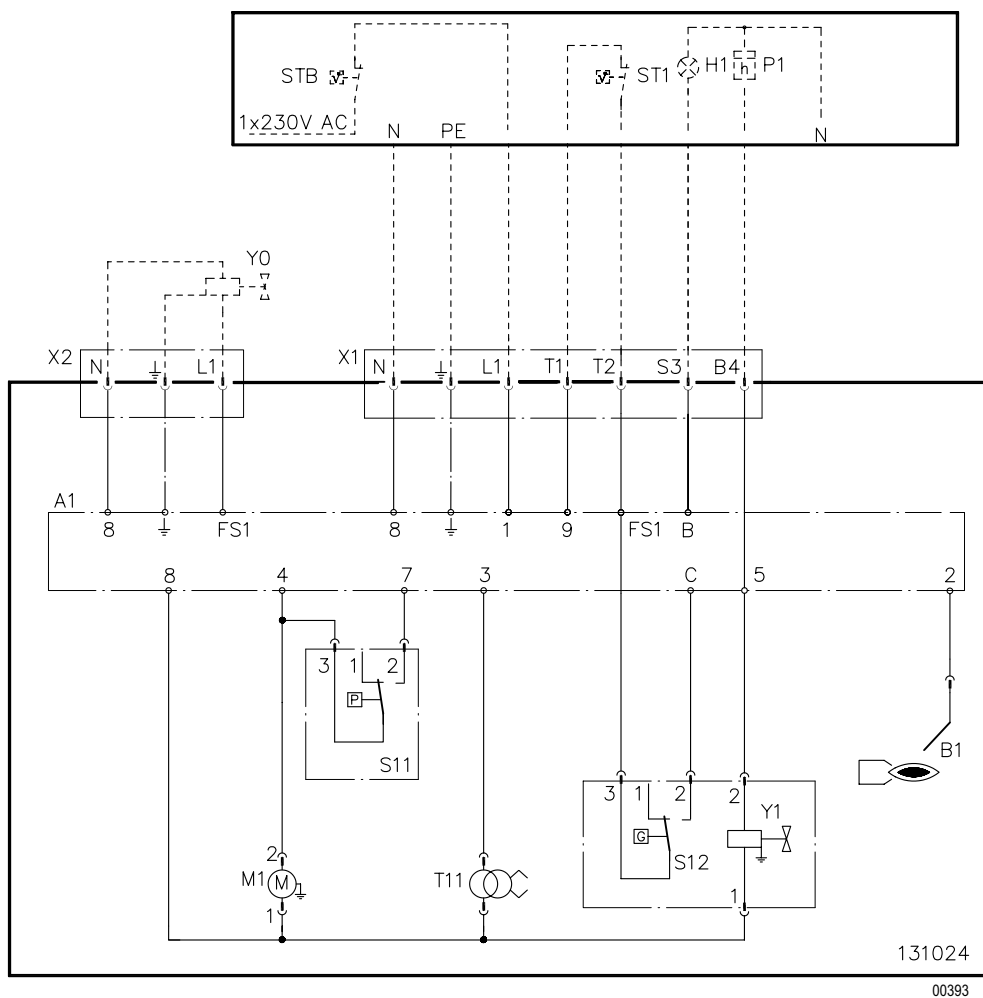 STB
ST1
H1
h
P1
1x230V AC
N
PE
N
Y0
X2
N
L1
X1
N
L1
T1
T2
S3
B4
A1
8
FS1
8
1
9
FS1
B
8
4
7
3
C
5
2
3
1
2
P
S11
B1
3
1
2
2
Y1
G
S12
2
M1
M
1
T11
1
131024
00393